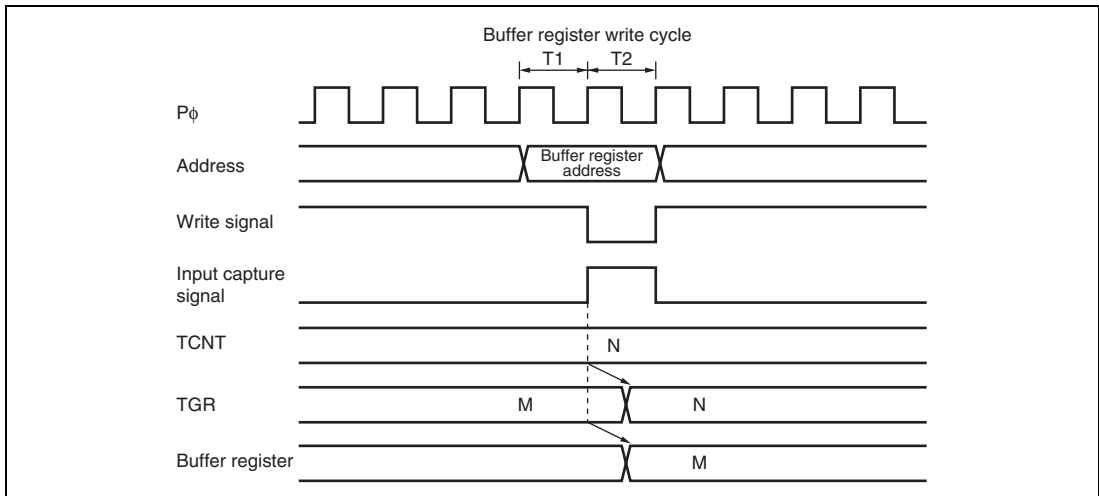 Buffer register write cycle
T1 T2
Pϕ
Address
Buffer register
address
Write signal
Input capture
signal
TCNT
N
TGR
M N
Buffer register
M